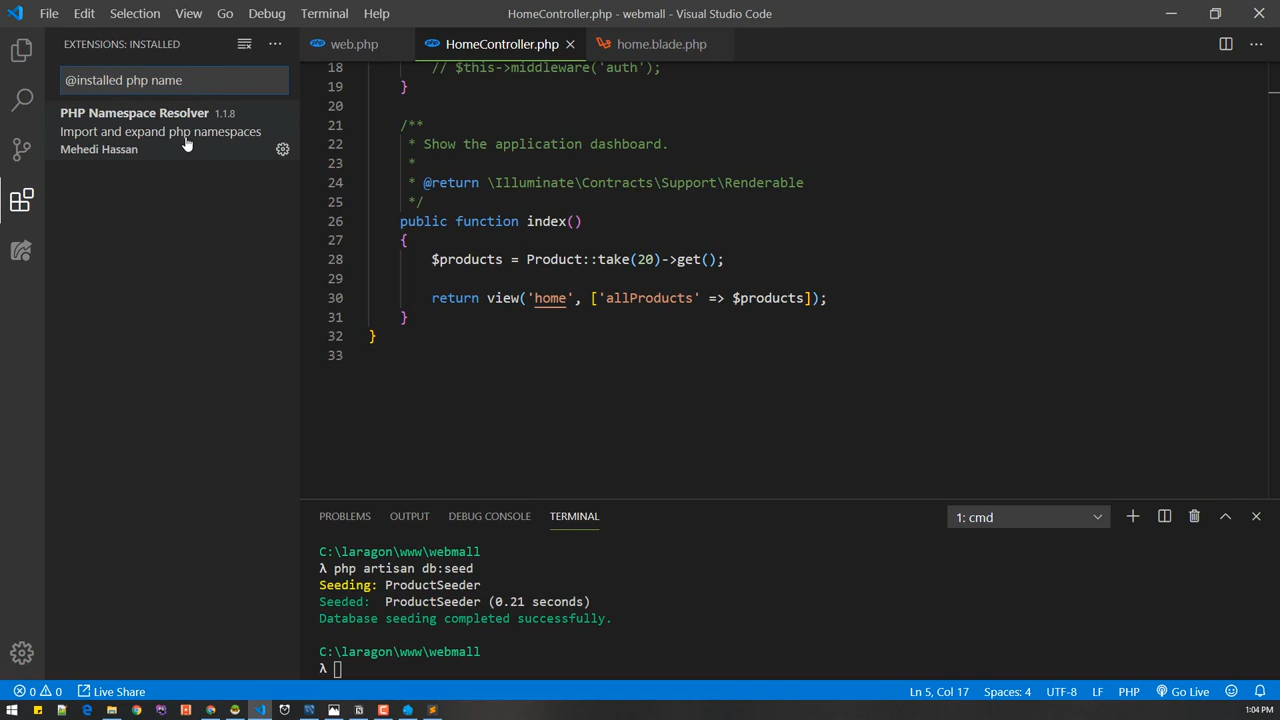 File Edit Selection View Go Debug Terminal Help HomeController.php - webmall - Visual Studio Code
EXTENSIONS: INSTALLED
@installed php name
PHP Namespace Resolver 1.1.8
Import and expand php namespaces
Mehedi Hassan
php web.php
php HomeController.php
home.blade.php
18 // $this->middleware('auth');
19 }
20
21 /**
22 * Show the application dashboard.
23 *
24 * @return \Illuminate\Contracts\Support\Renderable
25 */
26 public function index()
27 {
28 $products = Product::take(20)->get();
29
30 return view('home', ['allProducts' => $products]);
31 }
32 }
33
PROBLEMS OUTPUT DEBUG CONSOLE TERMINAL 1: cmd
C:\laragon\www\webmall
λ php artisan db:seed
Seeding: ProductSeeder
Seeded: ProductSeeder (0.21 seconds)
Database seeding completed successfully.
C:\laragon\www\webmall
λ
0 0 Live Share Ln 5, Col 17 Spaces: 4 UTF-8 LF PHP Go Live
1:04 PM